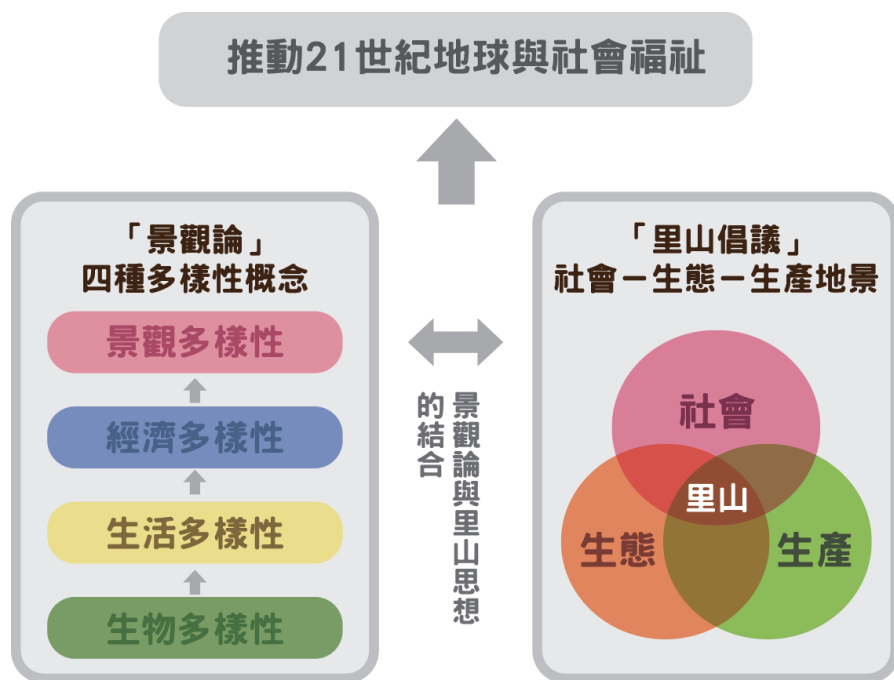 推動21世紀地球與社會福祉
「景觀論」
四種多樣性概念
景觀多樣性
經濟多樣性
生活多樣性
生物多樣性
景觀論與里山思想
的結合
「里山倡議」
社會－生態－生產地景
社會
里山
生態
生產